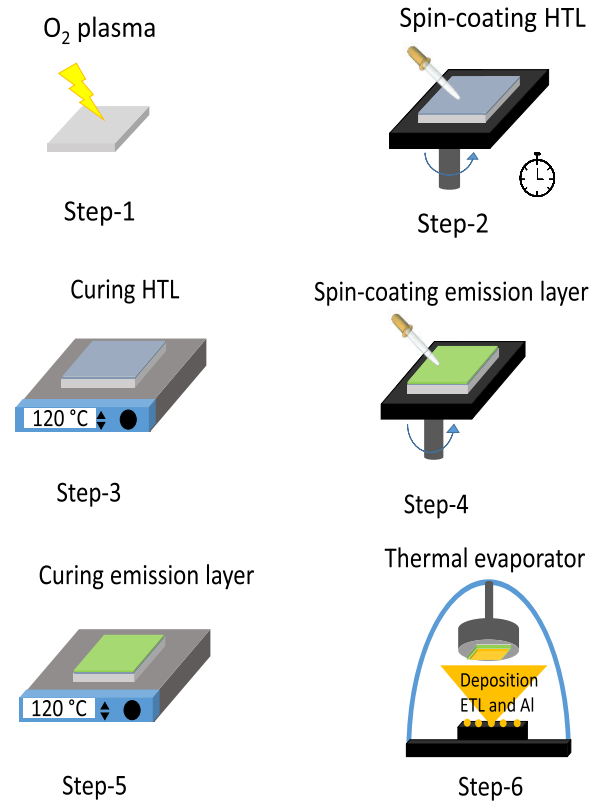 O₂ plasma
Step-1
Spin-coating HTL
Step-2
Curing HTL
120 °C
Step-3
Spin-coating emission layer
Step-4
Curing emission layer
120 °C
Step-5
Thermal evaporator
Deposition
ETL and Al
Step-6